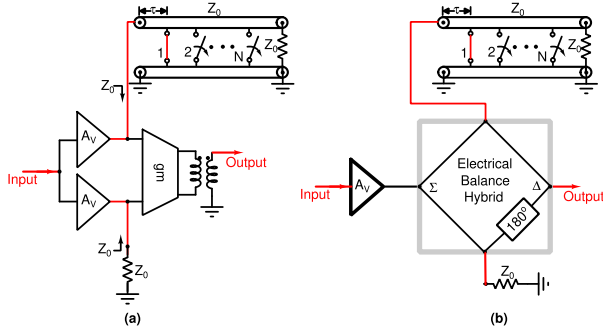 Z₀
τ
1
2
N
Z₀
Z₀
Aᵥ
Aᵥ
gm
Input
Output
Z₀
Z₀
(a)
Z₀
τ
1
2
N
Z₀
Input
Aᵥ
Σ
Electrical
Balance
Hybrid
Δ
180°
Output
Z₀
(b)